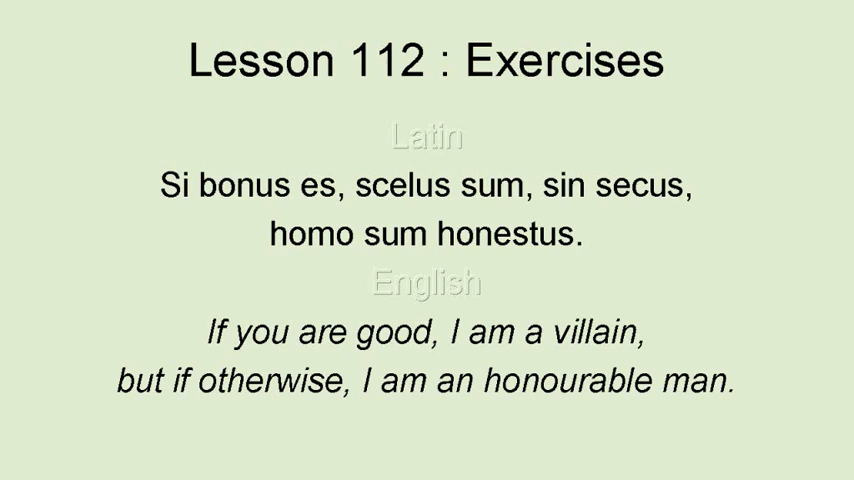 Lesson 112 : Exercises
Latin
Si bonus es, scelus sum, sin secus,
homo sum honestus.
English
If you are good, I am a villain,
but if otherwise, I am an honourable man.